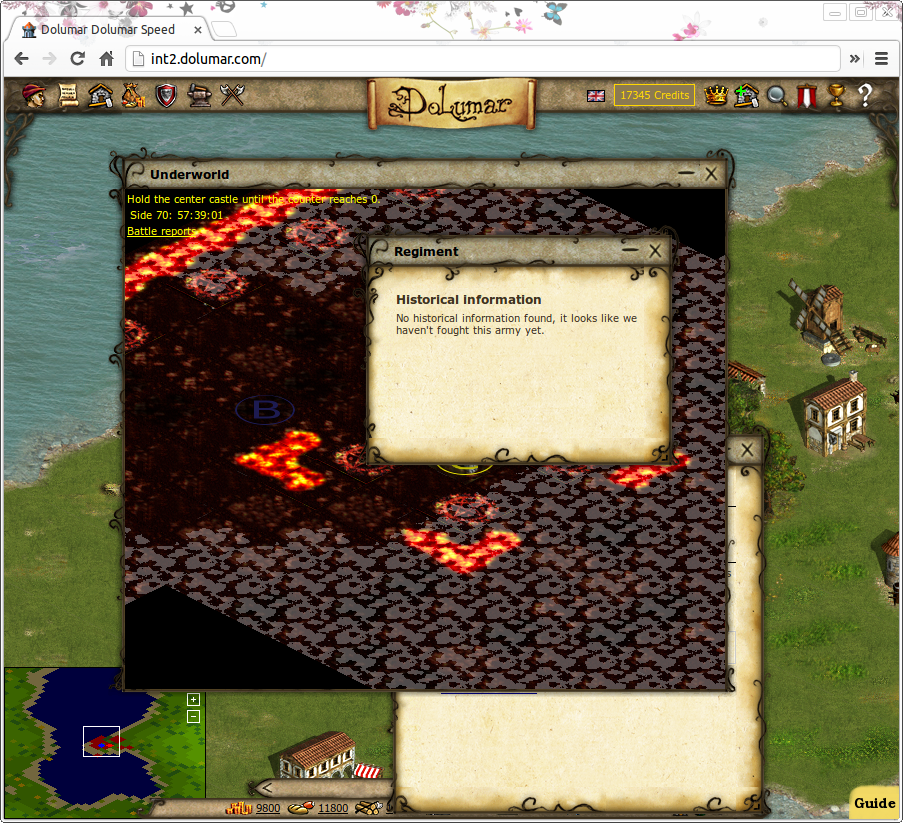 Dolumar Dolumar Speed
int2.dolumar.com/
DOLUMAR
17345 Credits
Underworld
Hold the center castle until the counter reaches 0.
Side 70: 57:39:01
Battle reports
Regiment
Historical information
No historical information found, it looks like we
haven't fought this army yet.
B
9800
11800
Guide